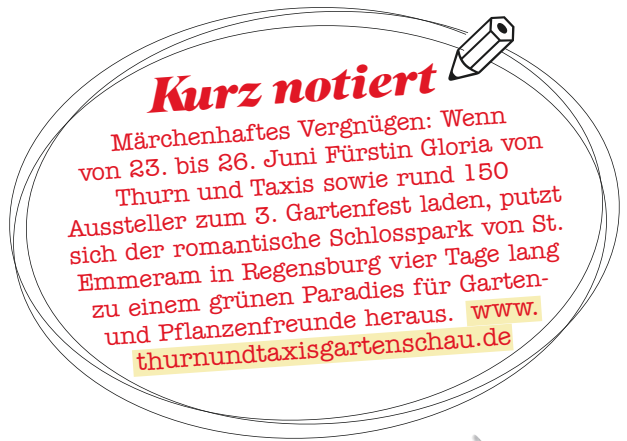 Kurz notiert
Märchenhaftes Vergnügen: Wenn
von 23. bis 26. Juni Fürstin Gloria von
Thurn und Taxis sowie rund 150
Aussteller zum 3. Gartenfest laden, putzt
sich der romantische Schlosspark von St.
Emmeram in Regensburg vier Tage lang
zu einem grünen Paradies für Garten-
und Pflanzenfreunde heraus. www.
thurnundtaxisgartenschau.de